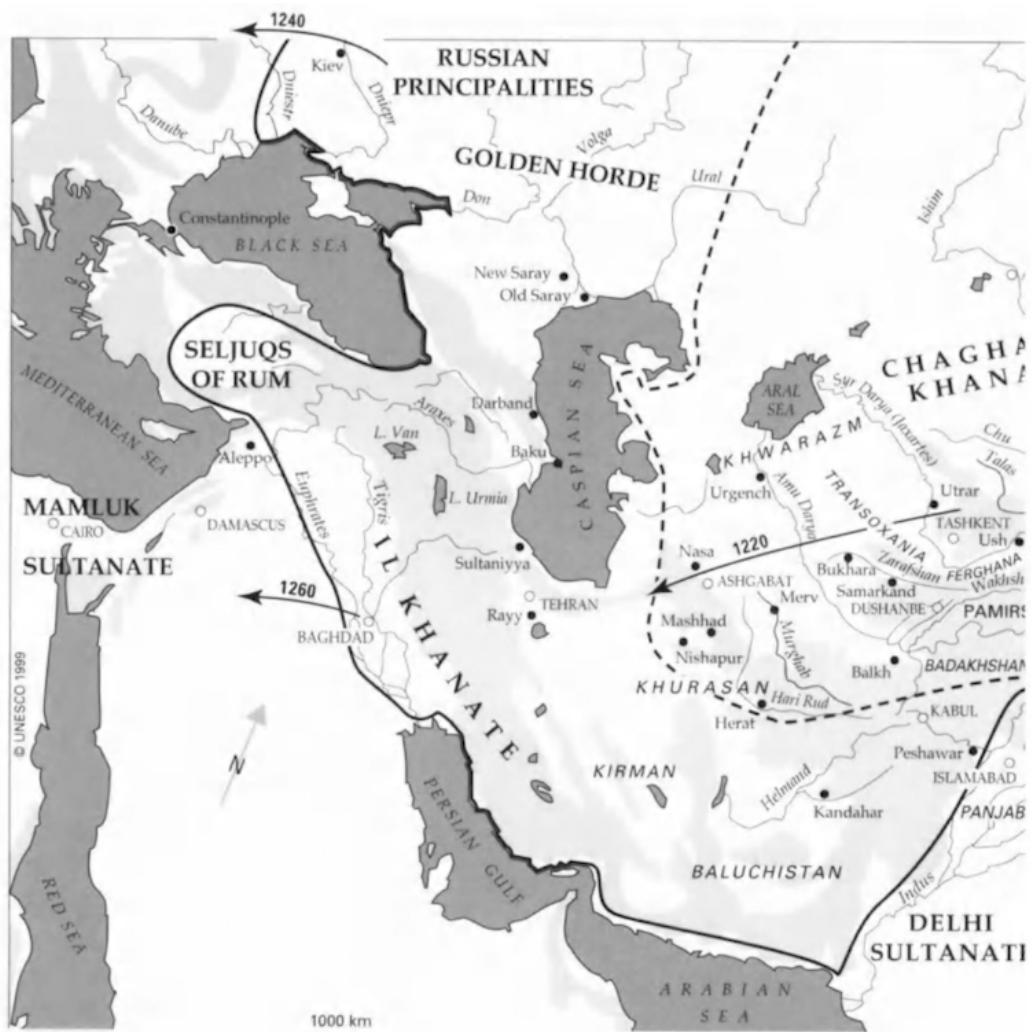 1240
Kiev
RUSSIAN
PRINCIPALITIES
Dniestr
Dniepr
Danube
Volga
GOLDEN HORDE
Ural
Don
Ishim
Constantinople
BLACK SEA
New Saray
Old Saray
SELJUQS
OF RUM
CASPIAN SEA
CHAGHA
KHANA
ARAL
SEA
Syr Darya (Jaxartes)
MEDITERRANEAN SEA
Araxes
Darband
L. Van
KHWARAZM
Chu
Talas
Aleppo
Baku
Urgench
Euphrates
Tigris
L. Urmia
Amu Darya
TRANSOXANIA
Utrar
MAMLUK
CAIRO
DAMASCUS
TASHKENT
Ush
1220
SULTANATE
Sultaniyya
Nasa
Bukhara
Zarafshan
FERGHANA
ASHGABAT
Samarkand
Wakhsh
1260
IL KHANATE
TEHRAN
Merv
DUSHANBE
Rayy
Mashhad
PAMIRS
BAGHDAD
Nishapur
Murghab
Balkh
BADAKHSHAN
KHURASAN
Hari Rud
Herat
KABUL
© UNESCO 1999
N
Peshawar
KIRMAN
ISLAMABAD
Helmand
Kandahar
PERSIAN GULF
PANJAB
RED SEA
BALUCHISTAN
Indus
DELHI
SULTANATE
ARABIAN
SEA
1000 km